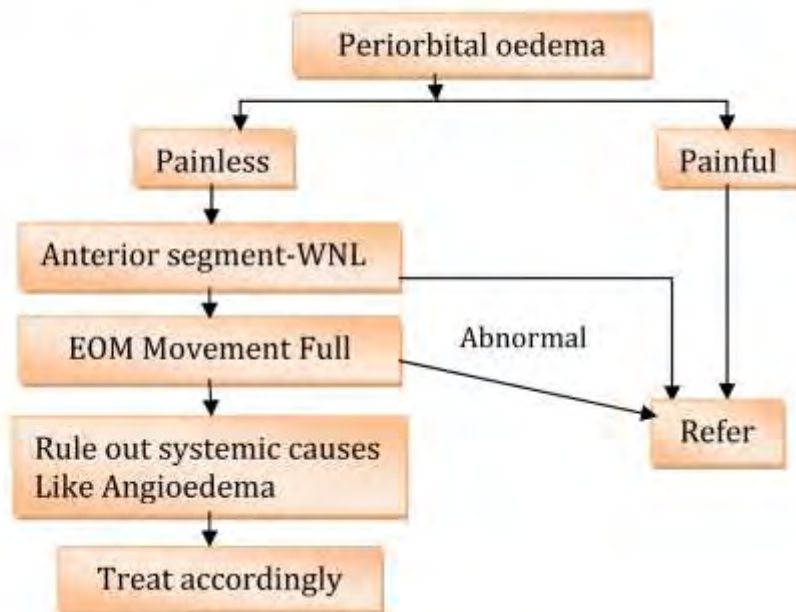 Periorbital oedema
Painless
Painful
Anterior segment-WNL
EOM Movement Full
Abnormal
Refer
Rule out systemic causes
Like Angioedema
Treat accordingly